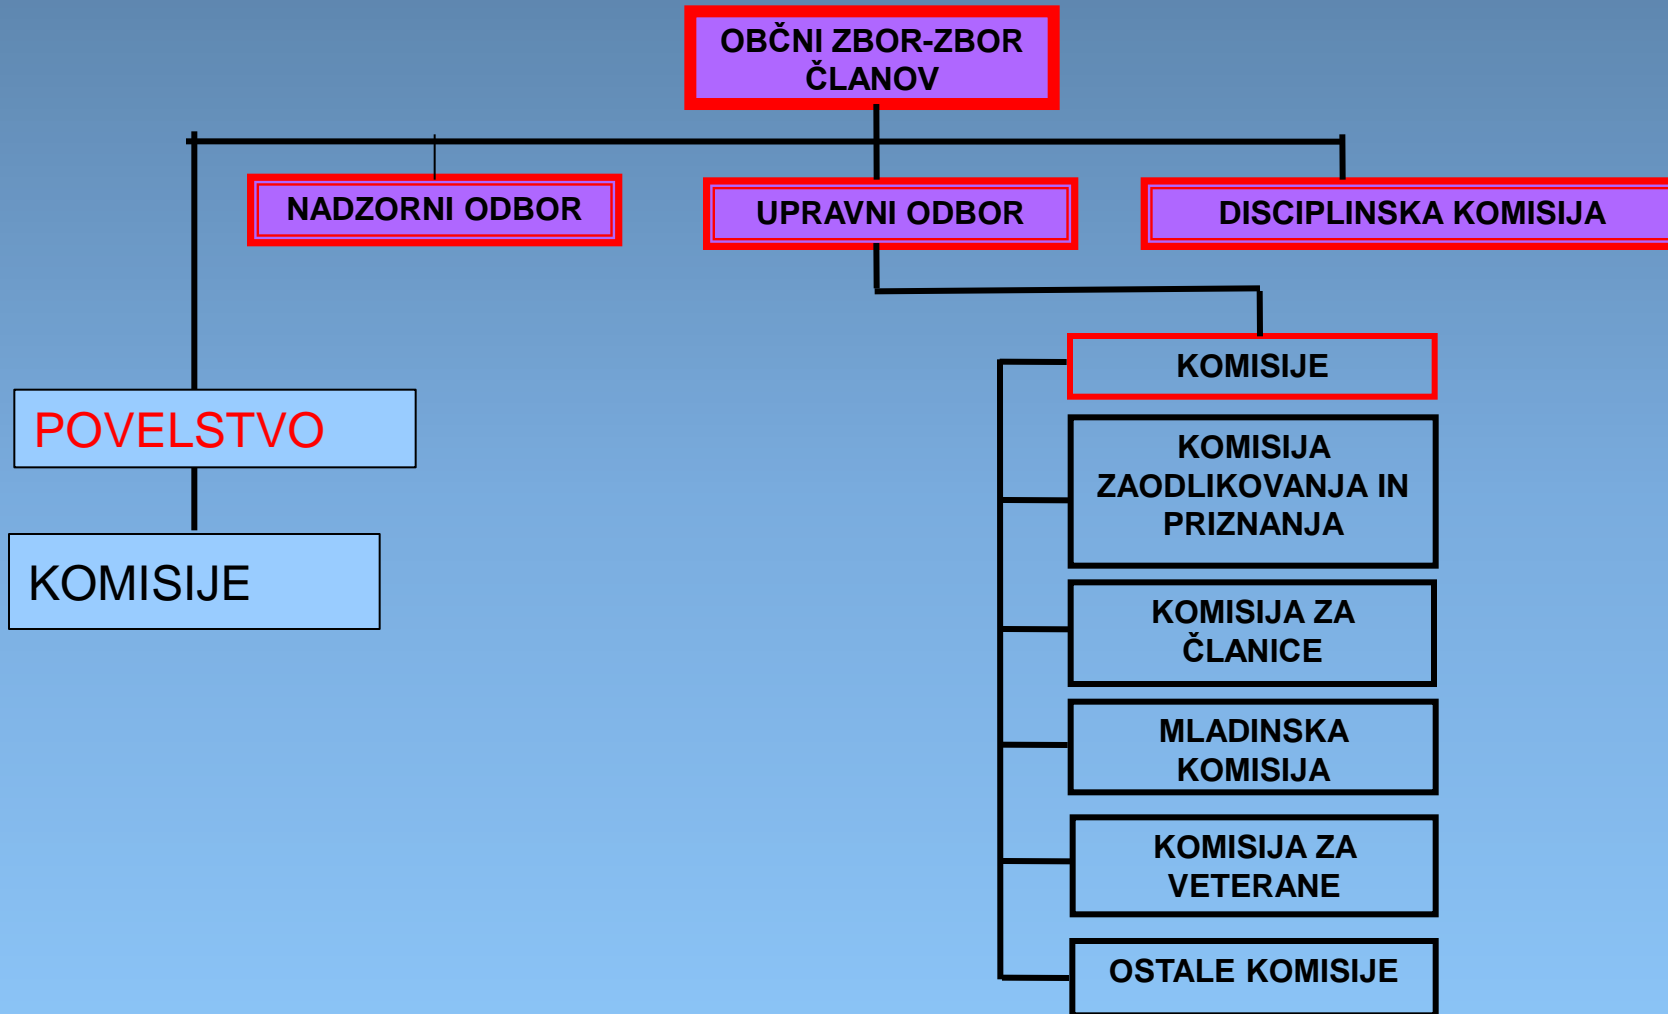 OBČNI ZBOR-ZBOR
ČLANOV
NADZORNI ODBOR
UPRAVNI ODBOR
DISCIPLINSKA KOMISIJA
POVELSTVO
KOMISIJE
KOMISIJE
KOMISIJA
ZAODLIKOVANJA IN
PRIZNANJA
KOMISIJA ZA
ČLANICE
MLADINSKA
KOMISIJA
KOMISIJA ZA
VETERANE
OSTALE KOMISIJE